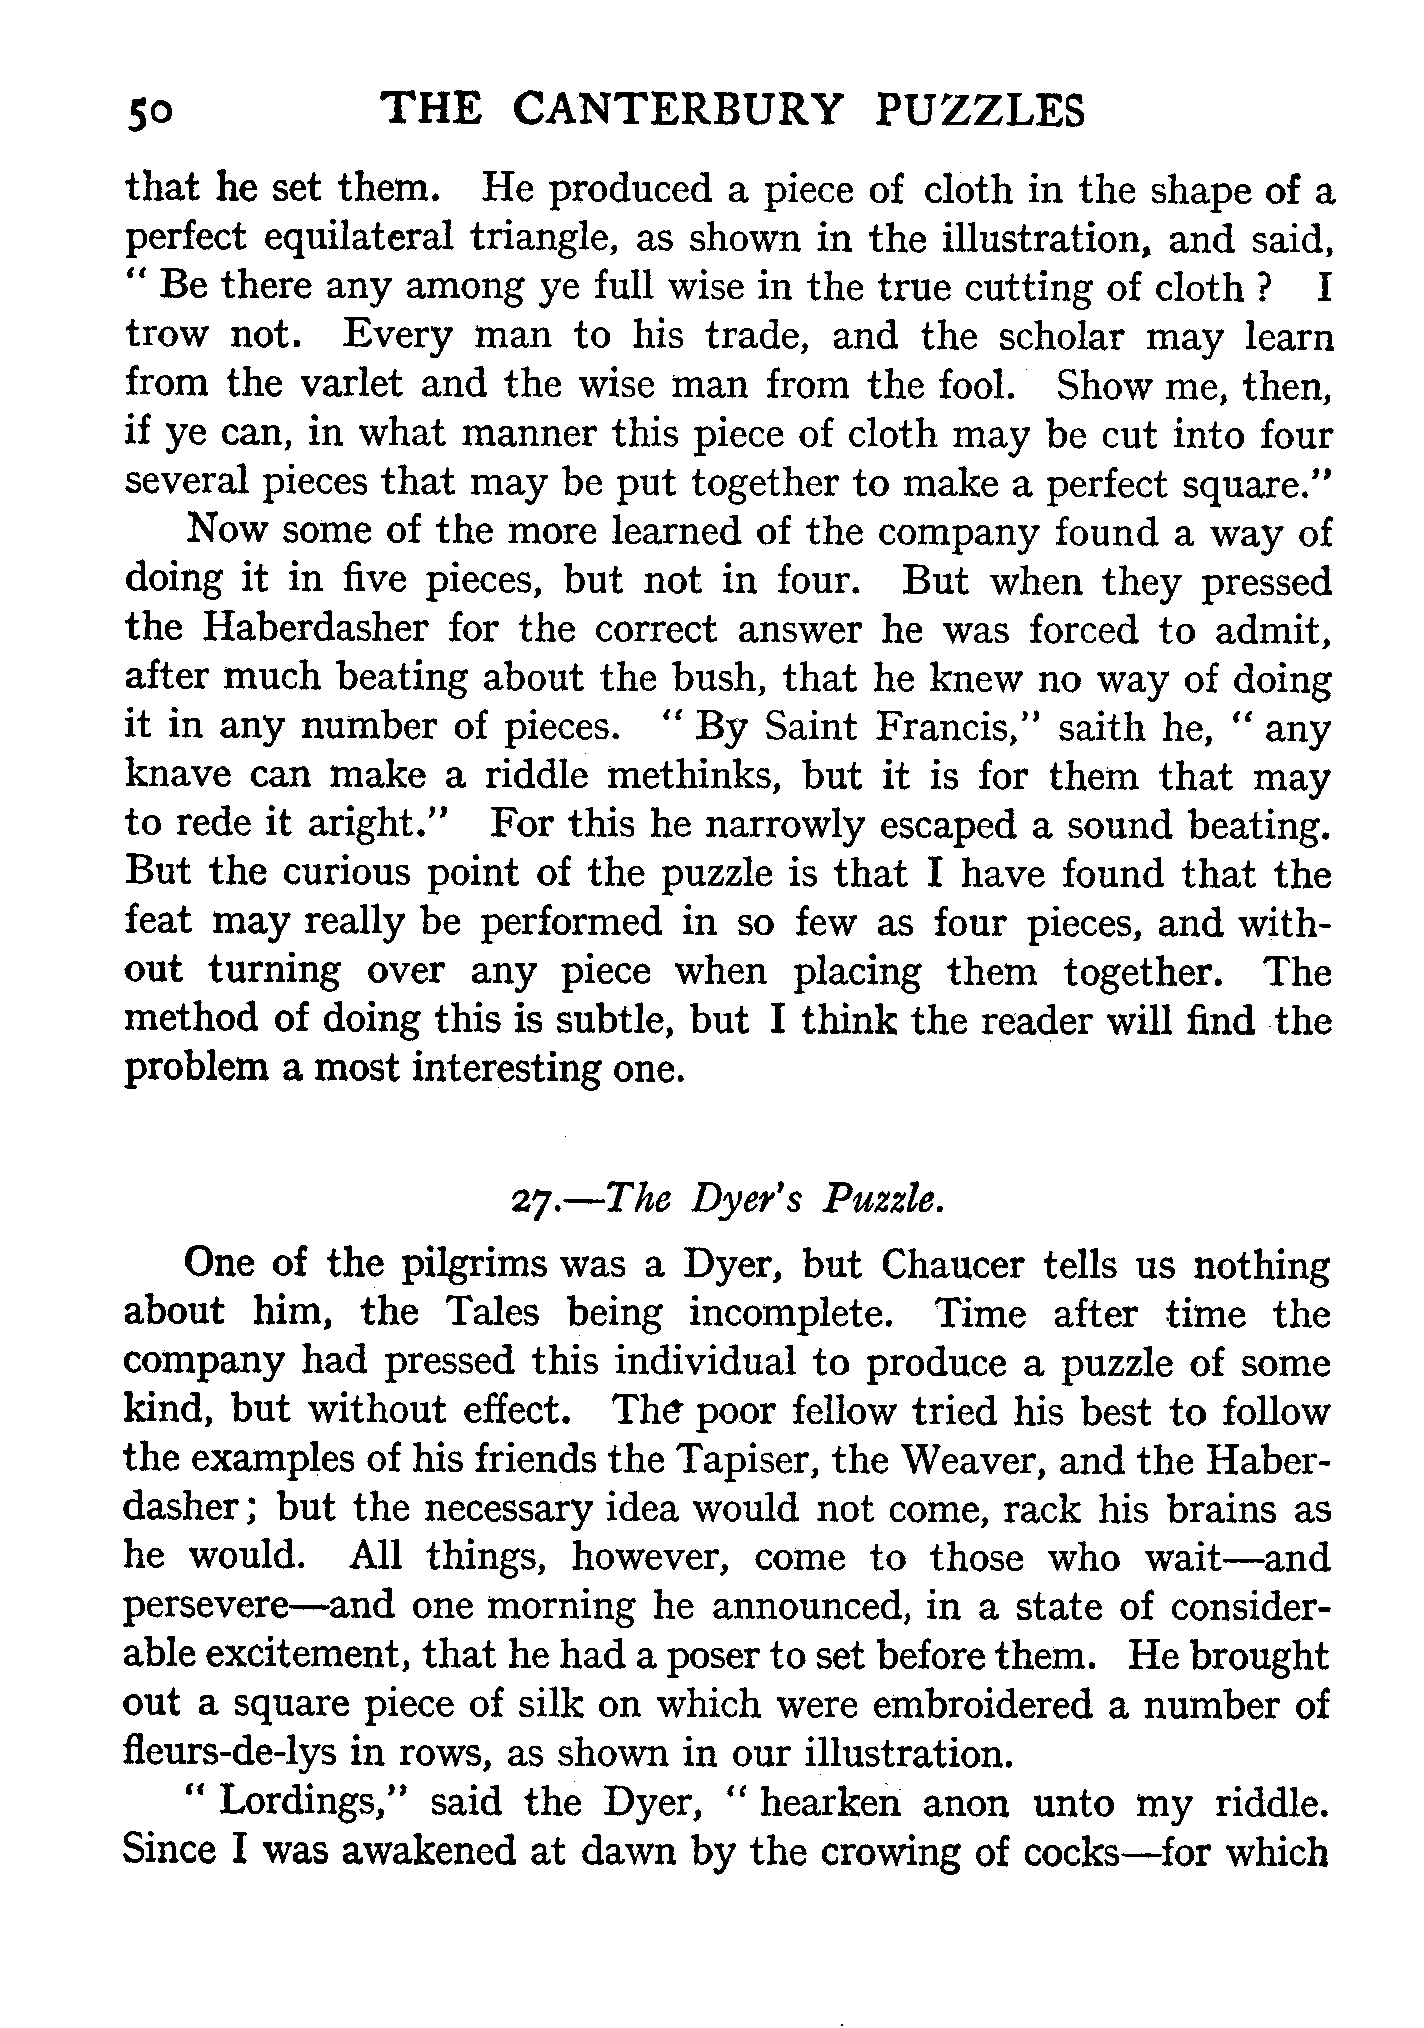 50 THE CANTERBURY PUZZLES
that he set them. He produced a piece of cloth in the shape of a
perfect equilateral triangle, as shown in the illustration, and said,
“ Be there any among ye full wise in the true cutting of cloth ? I
trow not. Every man to his trade, and the scholar may learn
from the varlet and the wise man from the fool. Show me, then,
if ye can, in what manner this piece of cloth may be cut into four
several pieces that may be put together to make a perfect square.”
Now some of the more learned of the company found a way of
doing it in five pieces, but not in four. But when they pressed
the Haberdasher for the correct answer he was forced to admit,
after much beating about the bush, that he knew no way of doing
it in any number of pieces. “ By Saint Francis,” saith he, “ any
knave can make a riddle methinks, but it is for them that may
to rede it aright.” For this he narrowly escaped a sound beating.
But the curious point of the puzzle is that I have found that the
feat may really be performed in so few as four pieces, and with-
out turning over any piece when placing them together. The
method of doing this is subtle, but I think the reader will find the
problem a most interesting one.
27.—The Dyer's Puzzle.
One of the pilgrims was a Dyer, but Chaucer tells us nothing
about him, the Tales being incomplete. Time after time the
company had pressed this individual to produce a puzzle of some
kind, but without effect. The poor fellow tried his best to follow
the examples of his friends the Tapiser, the Weaver, and the Haber-
dasher; but the necessary idea would not come, rack his brains as
he would. All things, however, come to those who wait—and
persevere—and one morning he announced, in a state of consider-
able excitement, that he had a poser to set before them. He brought
out a square piece of silk on which were embroidered a number of
fleurs-de-lys in rows, as shown in our illustration.
“ Lordings,” said the Dyer, “ hearken anon unto my riddle.
Since I was awakened at dawn by the crowing of cocks—for which